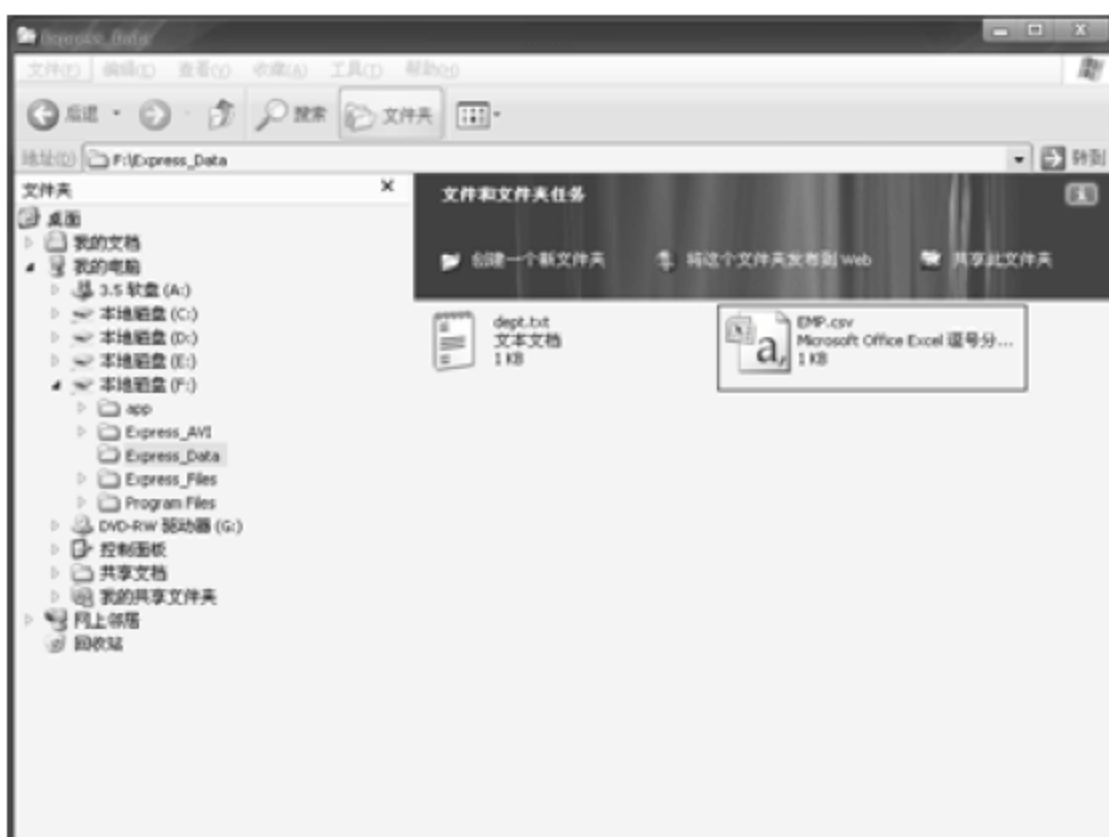 Express_Data
文件(F) 编辑(E) 查看(V) 收藏(A) 工具(T) 帮助(H)
后退 搜索 文件夹
地址(D) F:\Express_Data 转到
文件夹
桌面
我的文档
我的电脑
3.5 软盘 (A:)
本地磁盘 (C:)
本地磁盘 (D:)
本地磁盘 (E:)
本地磁盘 (F:)
app
Express_AVI
Express_Data
Express_Files
Program Files
DVD-RW 驱动器 (G:)
控制面板
共享文档
我的共享文件夹
网上邻居
回收站
文件和文件夹任务
创建一个新文件夹 将这个文件夹发布到 Web 共享此文件夹
dept.txt
文本文档
1 KB
EMP.csv
Microsoft Office Excel 逗号分...
1 KB